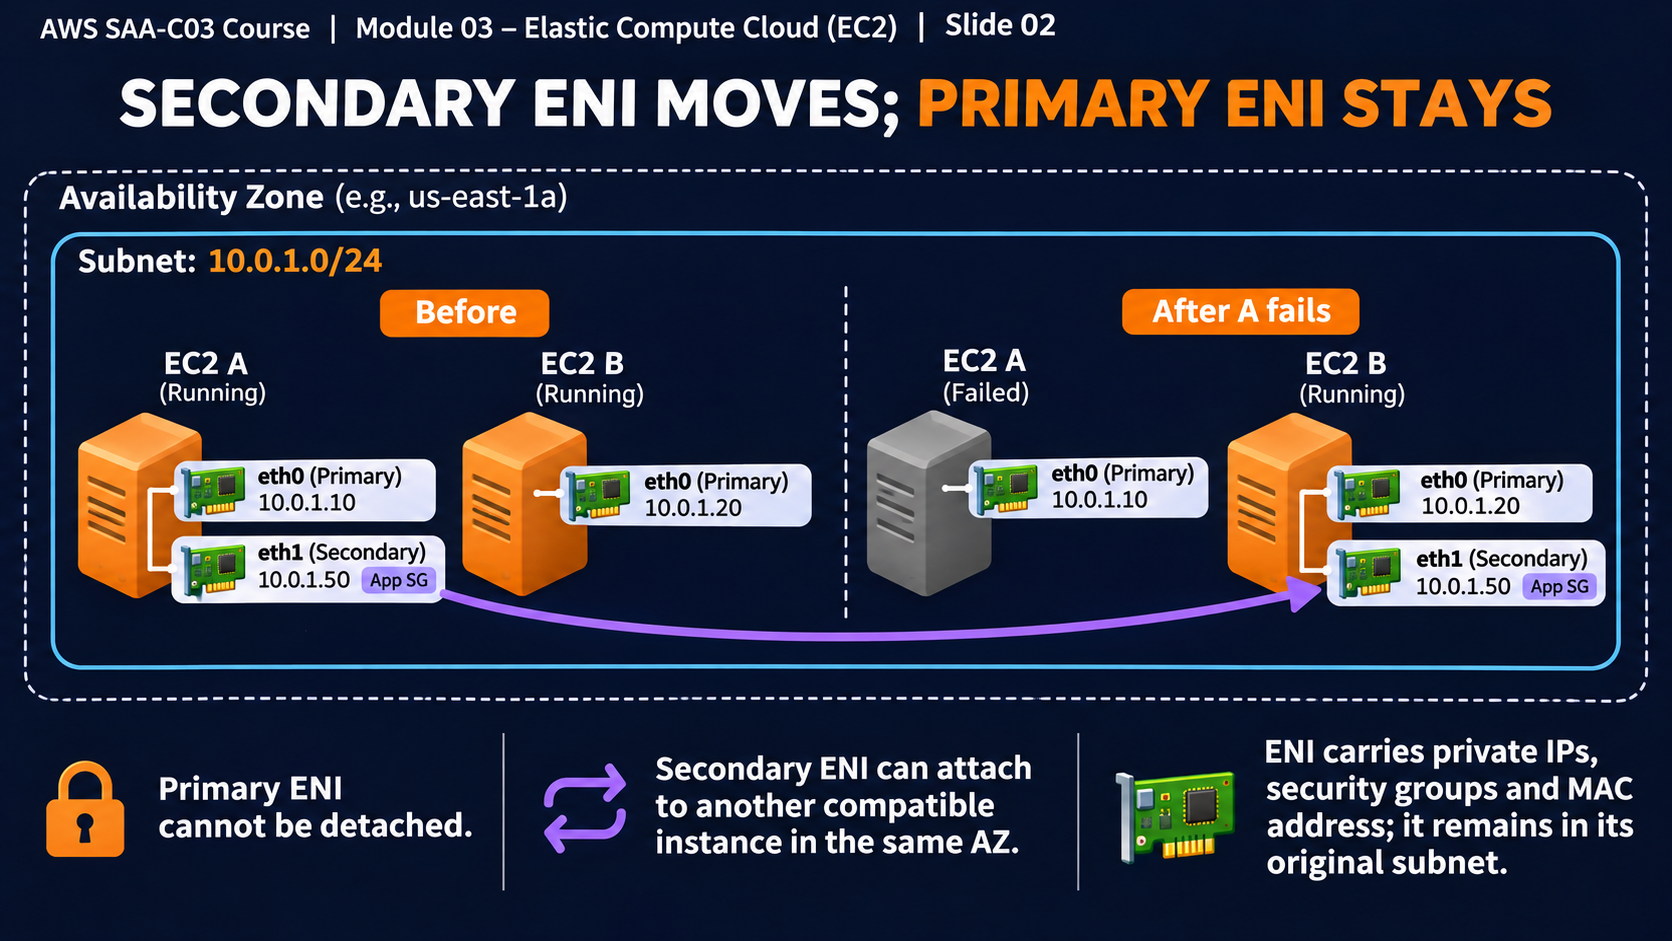 AWS SAA-C03 Course | Module 03 – Elastic Compute Cloud (EC2) | Slide 02
SECONDARY ENI MOVES; PRIMARY ENI STAYS
Availability Zone (e.g., us-east-1a)
Subnet: 10.0.1.0/24
Before
EC2 A
(Running)
eth0 (Primary)
10.0.1.10
eth1 (Secondary)
10.0.1.50 App SG
EC2 B
(Running)
eth0 (Primary)
10.0.1.20
After A fails
EC2 A
(Failed)
eth0 (Primary)
10.0.1.10
EC2 B
(Running)
eth0 (Primary)
10.0.1.20
eth1 (Secondary)
10.0.1.50 App SG
Primary ENI
cannot be detached.
Secondary ENI can attach
to another compatible
instance in the same AZ.
ENI carries private IPs,
security groups and MAC
address; it remains in its
original subnet.